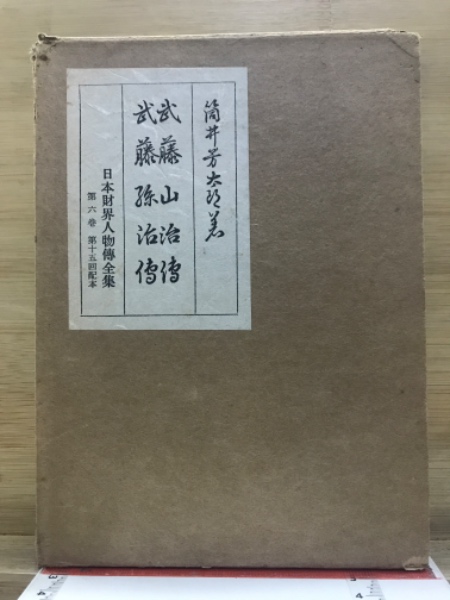 筒井芳太郎著
武藤山治傳
武藤絲治傳
日本財界人物傳全集
第六卷 第十五回配本